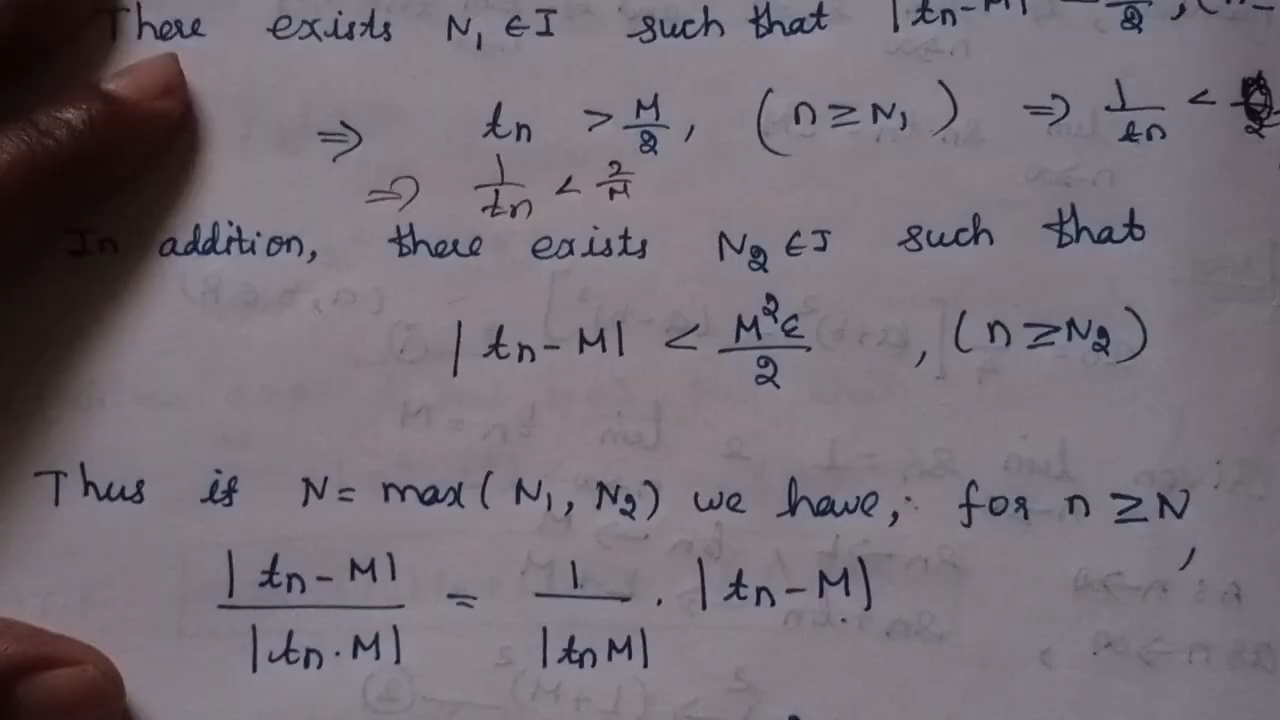 There exists N₁ ∈ I such that |tn - M|
⇒ tn > M/2, (n ≥ N₁) ⇒ 1/tn <
⇒ 1/tn < 2/M
In addition, there exists N₂ ∈ I such that
|tn - M| < M²ε/2 , (n ≥ N₂)
Thus if N = max(N₁, N₂) we have, for n ≥ N,
|tn - M| / |tn · M| = 1/|tn M| · |tn - M|